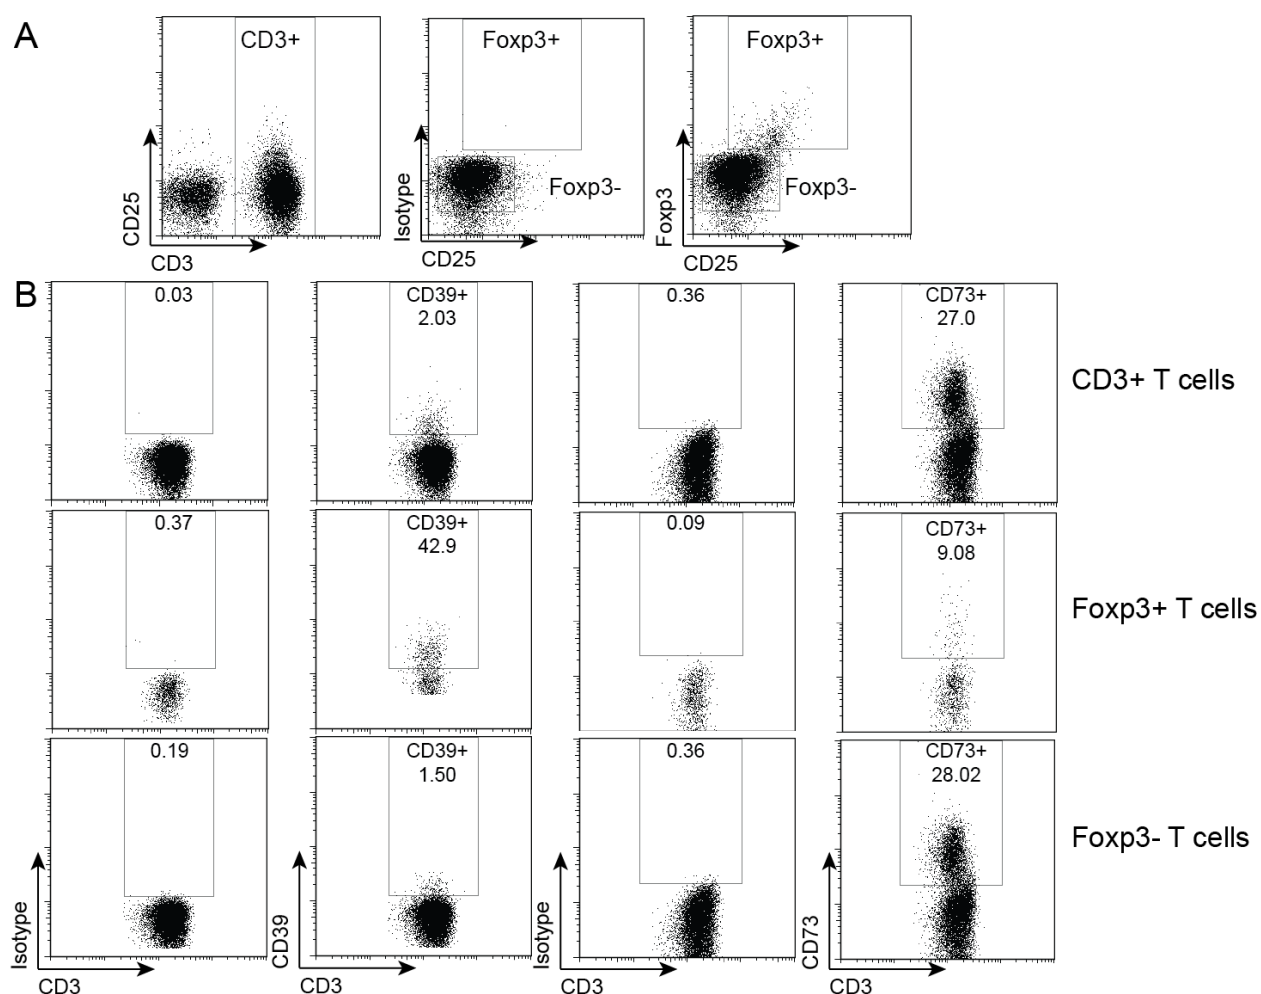 A
CD3+
CD25
CD3
Foxp3+
Foxp3-
Isotype
CD25
Foxp3+
Foxp3-
Foxp3
CD25
B
0.03
CD39+
2.03
0.36
CD73+
27.0
CD3+ T cells
0.37
CD39+
42.9
0.09
CD73+
9.08
Foxp3+ T cells
0.19
CD39+
1.50
0.36
CD73+
28.02
Foxp3- T cells
Isotype
CD3
CD39
CD3
Isotype
CD3
CD73
CD3